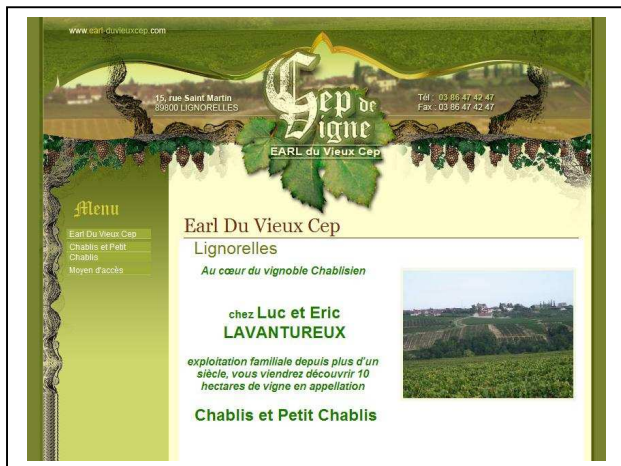 www.earl-duvieuxcep.com
15, rue Saint Martin
89800 LIGNORELLES
Cep de
Vigne
EARL du Vieux Cep
Tél : 03 86 47 42 47
Fax : 03 86 47 42 47
Menu
Earl Du Vieux Cep
Chablis et Petit
Chablis
Moyen d'accès
Earl Du Vieux Cep
Lignorelles
Au cœur du vignoble Chablisien
chez Luc et Eric
LAVANTUREUX
exploitation familiale depuis plus d'un
siècle, vous viendrez découvrir 10
hectares de vigne en appellation
Chablis et Petit Chablis